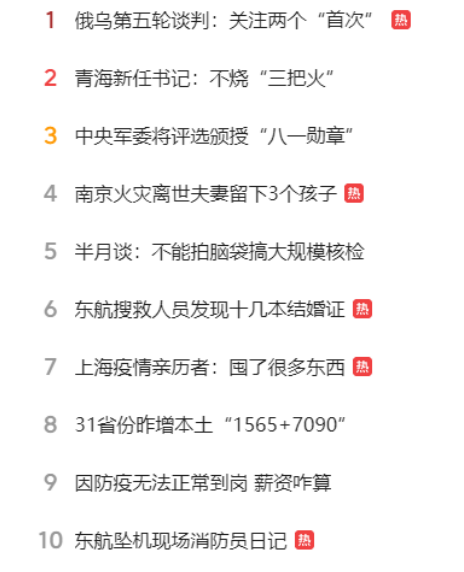 1 俄乌第五轮谈判：关注两个“首次” 热
2 青海新任书记：不烧“三把火”
3 中央军委将评选颁授“八一勋章”
4 南京火灾离世夫妻留下3个孩子 热
5 半月谈：不能拍脑袋搞大规模核检
6 东航搜救人员发现十几本结婚证 热
7 上海疫情亲历者：囤了很多东西 热
8 31省份昨增本土“1565+7090”
9 因防疫无法正常到岗 薪资咋算
10 东航坠机现场消防员日记 热